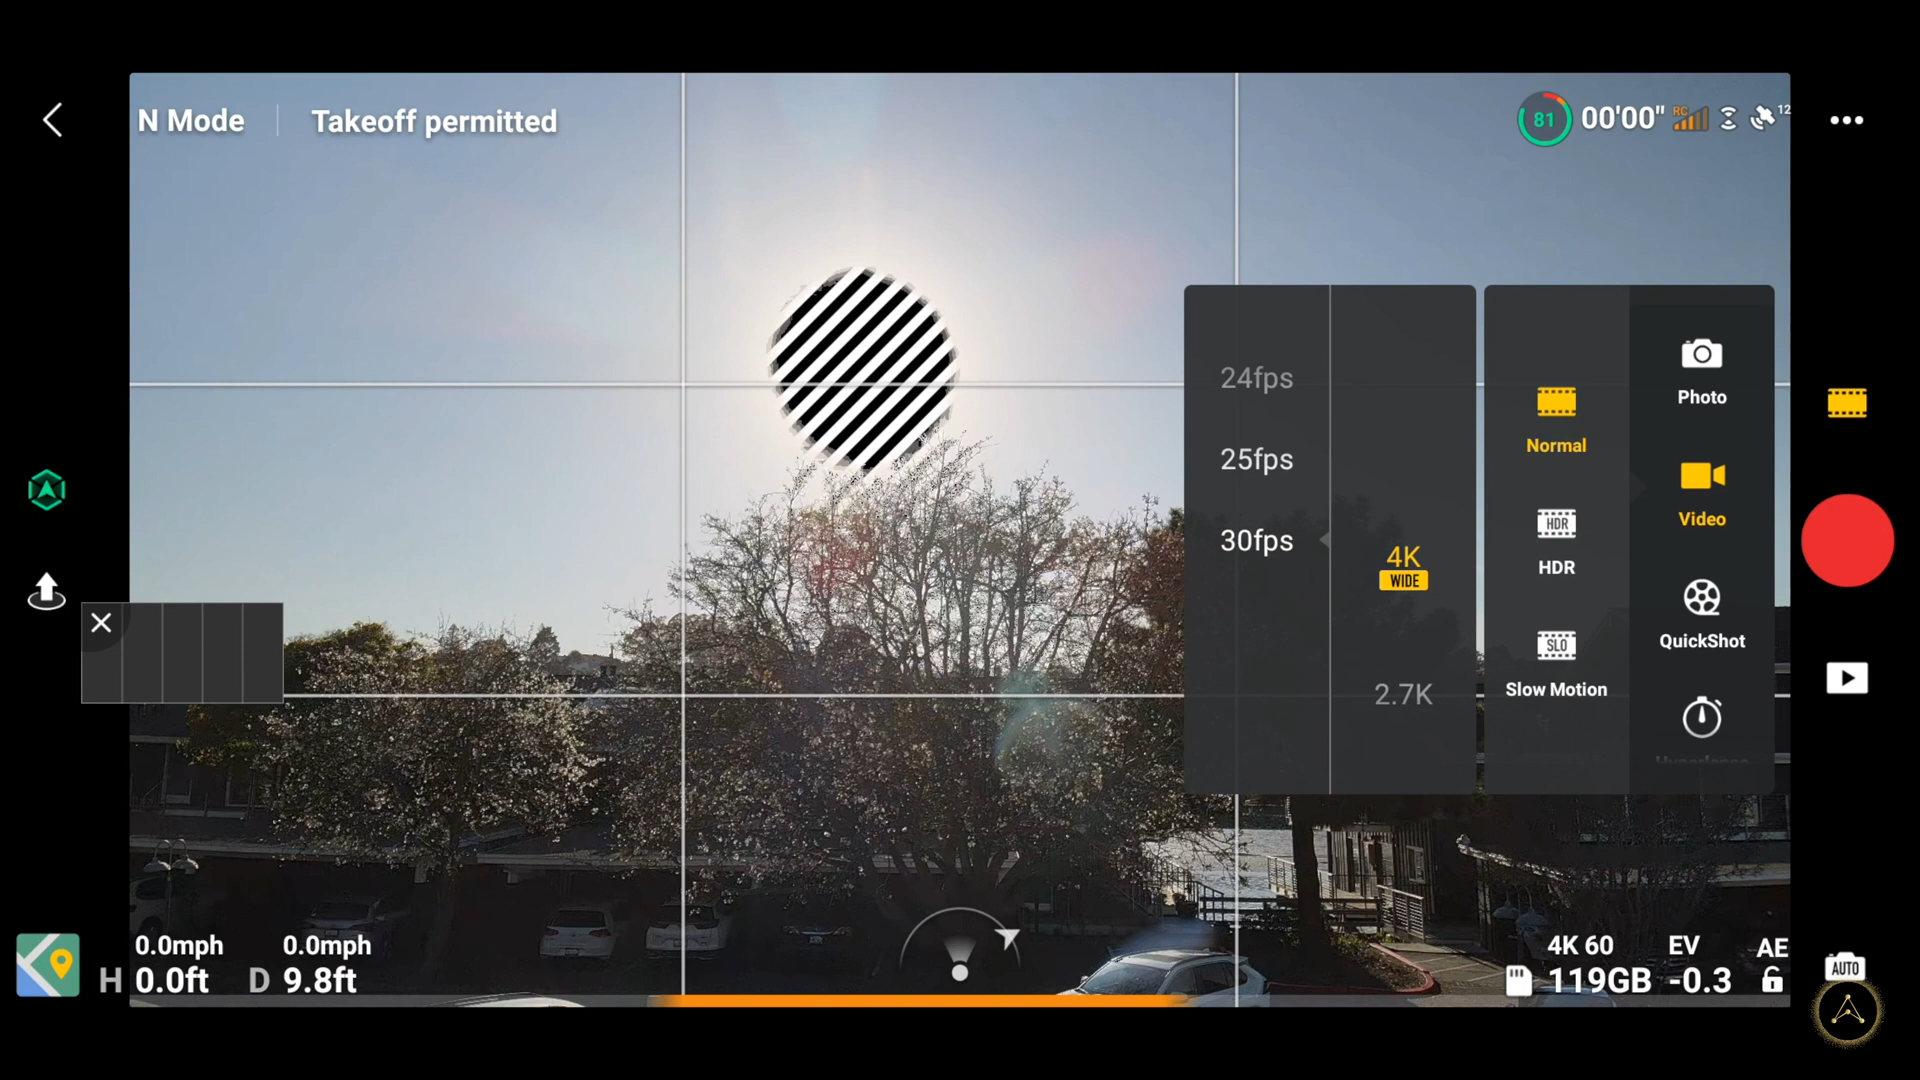 N Mode
Takeoff permitted
81
00'00"
RC
12
24fps
25fps
30fps
4K
WIDE
2.7K
Normal
HDR
HDR
SLO
Slow Motion
Photo
Video
QuickShot
0.0mph
0.0mph
H 0.0ft
D 9.8ft
4K 60
EV
AE
119GB
-0.3
AUTO